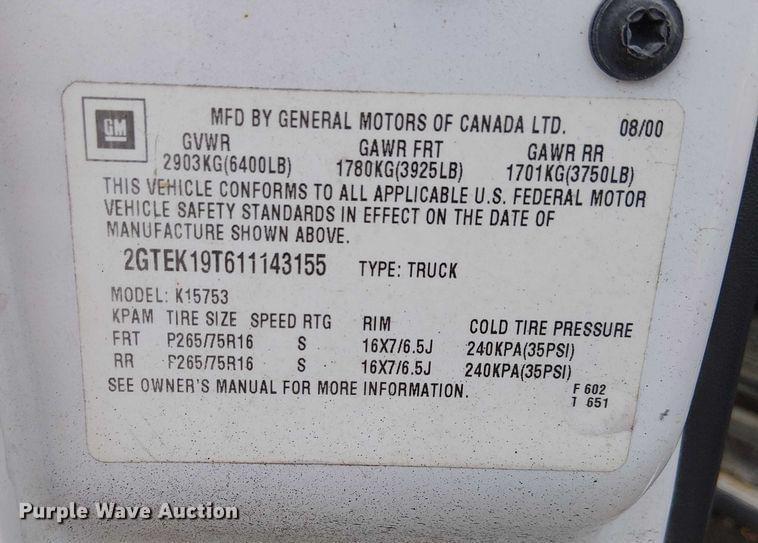 GM
MFD BY GENERAL MOTORS OF CANADA LTD. 08/00
GVWR GAWR FRT GAWR RR
2903KG(6400LB) 1780KG(3925LB) 1701KG(3750LB)
THIS VEHICLE CONFORMS TO ALL APPLICABLE U.S. FEDERAL MOTOR
VEHICLE SAFETY STANDARDS IN EFFECT ON THE DATE OF
MANUFACTURE SHOWN ABOVE.
2GTEK19T611143155 TYPE: TRUCK
MODEL: K15753
KPAM TIRE SIZE SPEED RTG RIM COLD TIRE PRESSURE
FRT P265/75R16 S 16X7/6.5J 240KPA(35PSI)
RR P265/75R16 S 16X7/6.5J 240KPA(35PSI)
SEE OWNER'S MANUAL FOR MORE INFORMATION. F 602
T 651
Purple Wave Auction